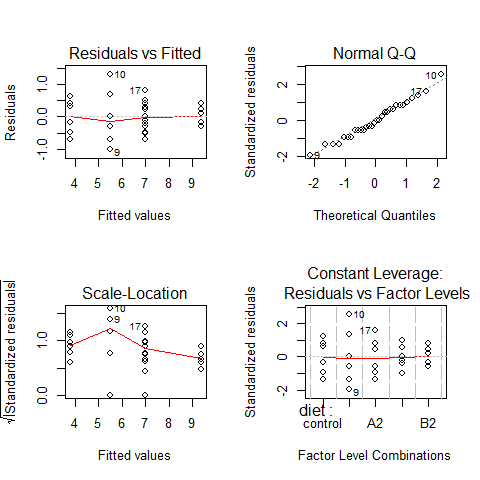 Residuals vs Fitted
Residuals
-1.0 0.0 1.0
10
17
9
4 5 6 7 8 9
Fitted values
Normal Q-Q
Standardized residuals
-2 0 2
10
17
9
-2 -1 0 1 2
Theoretical Quantiles
Scale-Location
√|Standardized residuals|
0.0 1.0
10
9
17
4 5 6 7 8 9
Fitted values
Constant Leverage:
Residuals vs Factor Levels
Standardized residuals
-2 0 2
10
17
9
diet :
control A2 B2
Factor Level Combinations